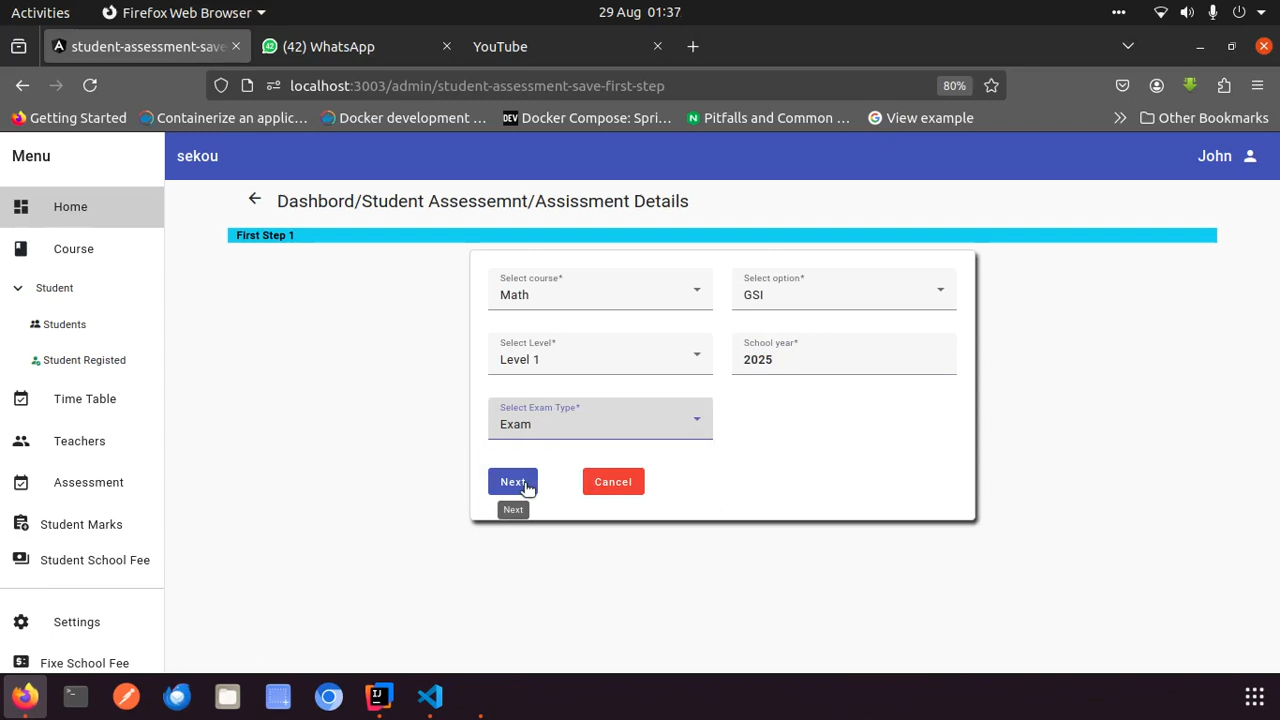 Activities
Firefox Web Browser
29 Aug 01:37
student-assessment-save
(42) WhatsApp
YouTube
localhost:3003/admin/student-assessment-save-first-step
80%
Getting Started
Containerize an applic…
Docker development …
DEV
Docker Compose: Spri…
Pitfalls and Common …
View example
Other Bookmarks
Menu
sekou
John
Home
Course
Student
Students
Student Registed
Time Table
Teachers
Assessment
Student Marks
Student School Fee
Settings
Fixe School Fee
Dashbord/Student Assessemnt/Assissment Details
First Step 1
Select course*
Math
Select option*
GSI
Select Level*
Level 1
School year*
2025
Select Exam Type*
Exam
Next
Cancel
Next